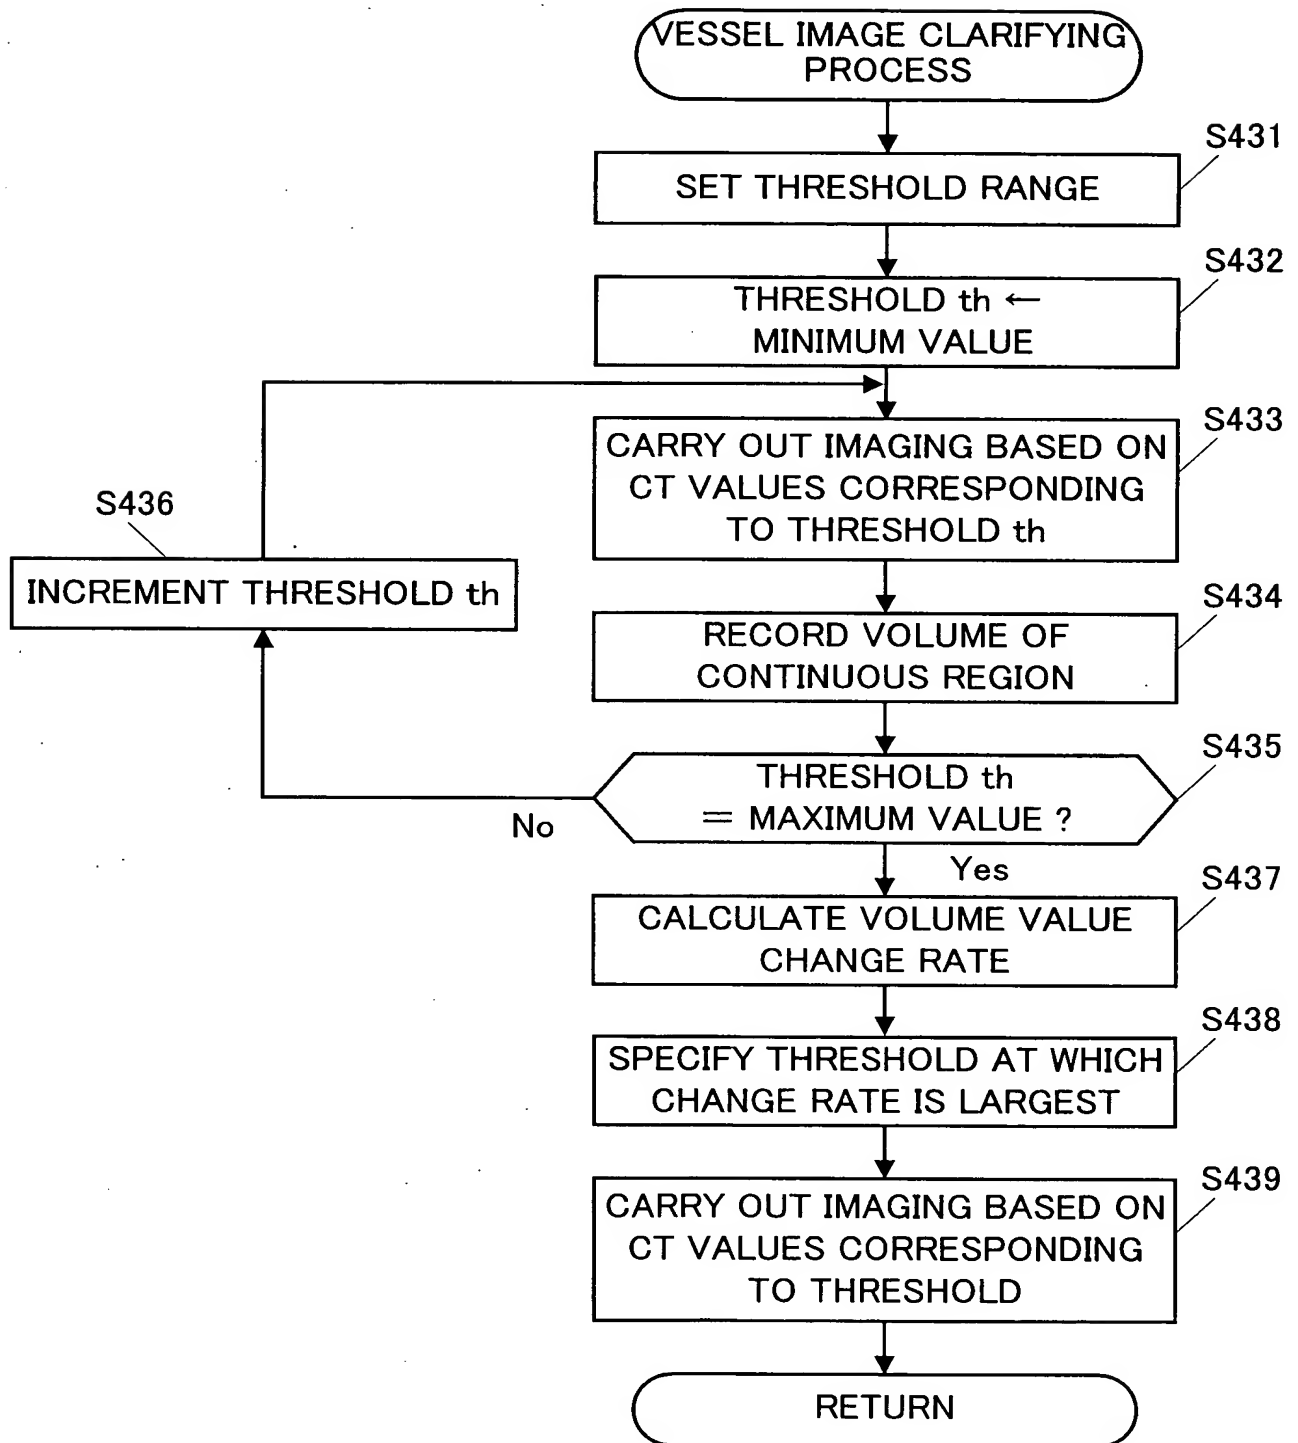 VESSEL IMAGE CLARIFYING
PROCESS
S431
SET THRESHOLD RANGE
S432
THRESHOLD th ←
MINIMUM VALUE
S433
CARRY OUT IMAGING BASED ON
CT VALUES CORRESPONDING
TO THRESHOLD th
S436
INCREMENT THRESHOLD th
S434
RECORD VOLUME OF
CONTINUOUS REGION
S435
THRESHOLD th
= MAXIMUM VALUE ?
No
Yes
S437
CALCULATE VOLUME VALUE
CHANGE RATE
S438
SPECIFY THRESHOLD AT WHICH
CHANGE RATE IS LARGEST
S439
CARRY OUT IMAGING BASED ON
CT VALUES CORRESPONDING
TO THRESHOLD
RETURN